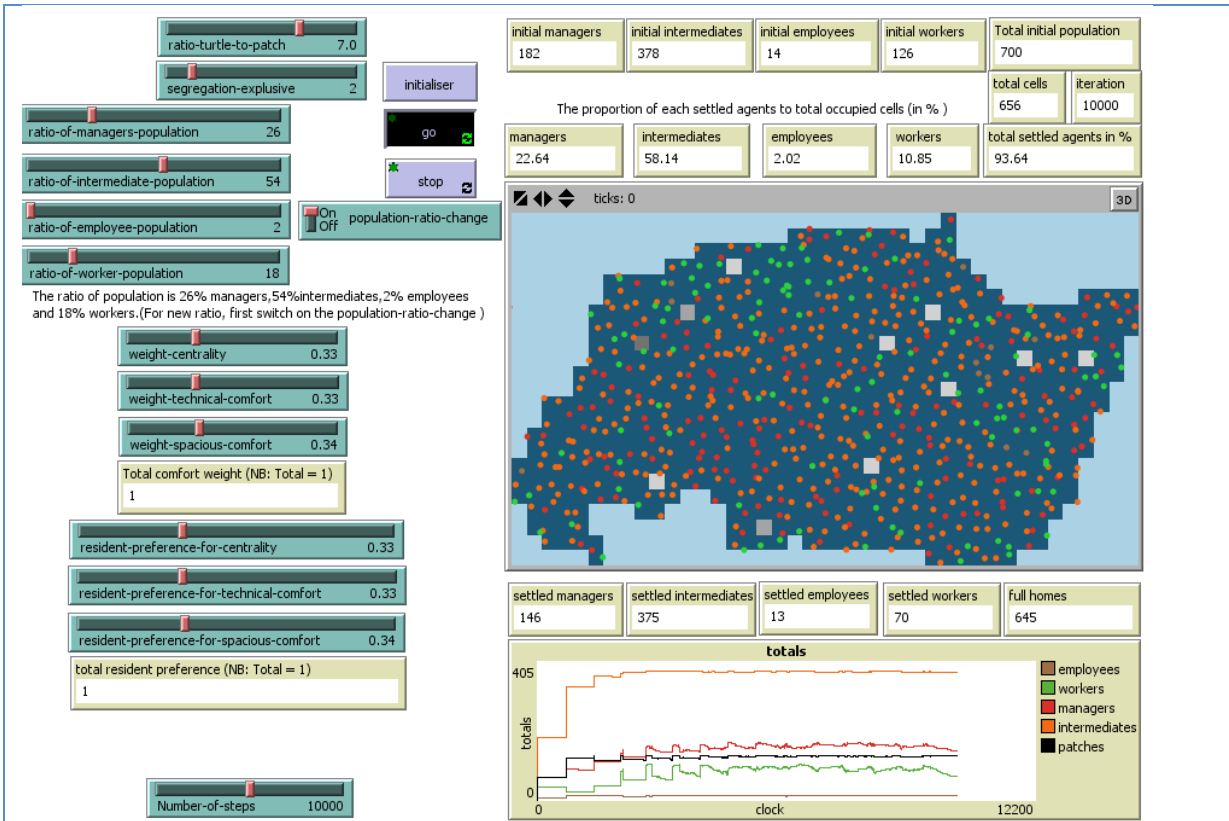 ratio-turtle-to-patch 7.0
segregation-explusive 2
initialiser
ratio-of-managers-population 26
go
ratio-of-intermediate-population 54
stop
ratio-of-employee-population 2
On
Off
population-ratio-change
ratio-of-worker-population 18
The ratio of population is 26% managers,54%intermediates,2% employees
and 18% workers.(For new ratio, first switch on the population-ratio-change )
weight-centrality 0.33
weight-technical-comfort 0.33
weight-spacious-comfort 0.34
Total comfort weight (NB: Total = 1)
1
resident-preference-for-centrality 0.33
resident-preference-for-technical-comfort 0.33
resident-preference-for-spacious-comfort 0.34
total resident preference (NB: Total = 1)
1
Number-of-steps 10000
initial managers
182
initial intermediates
378
initial employees
14
initial workers
126
Total initial population
700
total cells
656
iteration
10000
The proportion of each settled agents to total occupied cells (in % )
managers
22.64
intermediates
58.14
employees
2.02
workers
10.85
total settled agents in %
93.64
ticks: 0
3D
settled managers
146
settled intermediates
375
settled employees
13
settled workers
70
full homes
645
totals
405
totals
0
0
clock
12200
employees
workers
managers
intermediates
patches